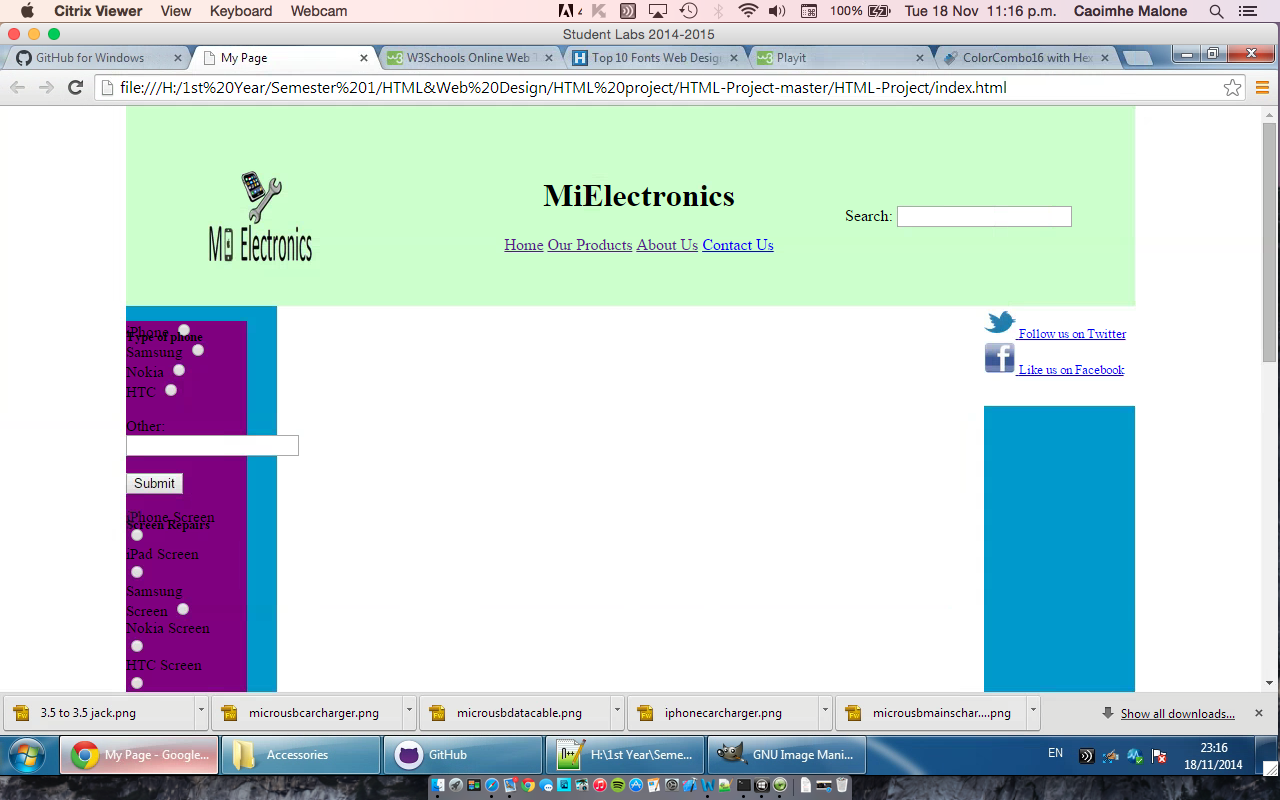 Citrix Viewer View Keyboard Webcam 4 100% Tue 18 Nov 11:16 p.m. Caoimhe Malone
Student Labs 2014-2015
GitHub for Windows My Page W3Schools Online Web T Top 10 Fonts Web Desig Playit ColorCombo16 with Hex
file:///H:/1st%20Year/Semester%201/HTML&Web%20Design/HTML%20project/HTML-Project-master/HTML-Project/index.html
Mi Electronics
MiElectronics
Search:
Home Our Products About Us Contact Us
iPhone
Type of phone
Samsung
Nokia
HTC
Other:
Submit
iPhone Screen
Screen Repairs
iPad Screen
Samsung
Screen
Nokia Screen
HTC Screen
Follow us on Twitter
Like us on Facebook
3.5 to 3.5 jack.png microusbcarcharger.png microusbdatacable.png iphonecarcharger.png microusbmainschar....png Show all downloads...
My Page - Google... Accessories GitHub H:\1st Year\Seme... GNU Image Mani... EN 23:16
18/11/2014